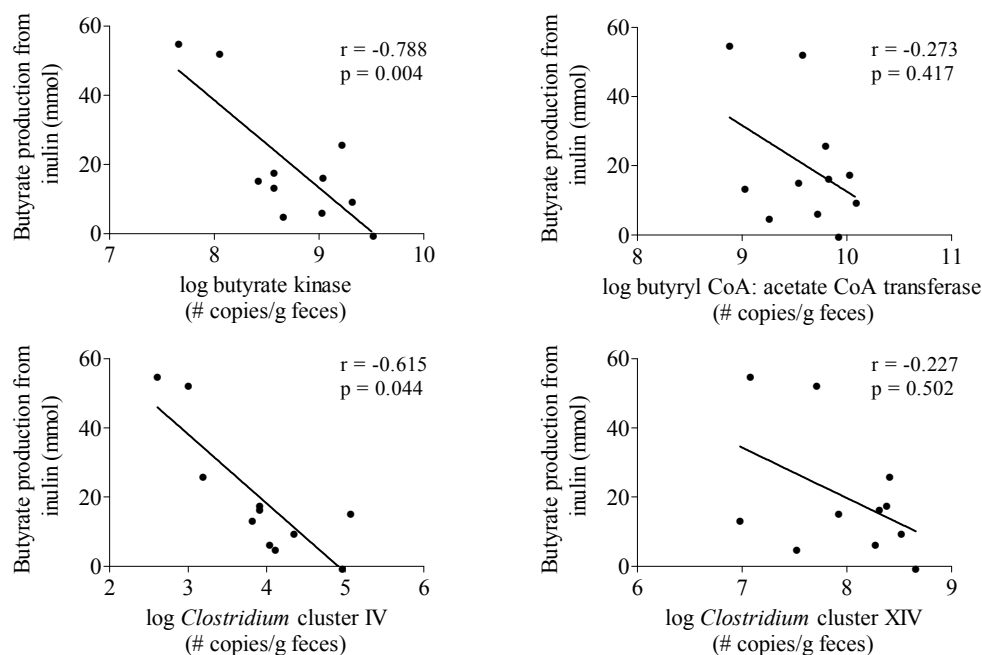 Butyrate production from
inulin (mmol)
60
40
20
0
r = -0.788
p = 0.004
7 8 9 10
log butyrate kinase
(# copies/g feces)
Butyrate production from
inulin (mmol)
60
40
20
0
r = -0.273
p = 0.417
8 9 10 11
log butyryl CoA: acetate CoA transferase
(# copies/g feces)
Butyrate production from
inulin (mmol)
60
40
20
0
r = -0.615
p = 0.044
2 3 4 5 6
log Clostridium cluster IV
(# copies/g feces)
Butyrate production from
inulin (mmol)
60
40
20
0
r = -0.227
p = 0.502
6 7 8 9
log Clostridium cluster XIV
(# copies/g feces)